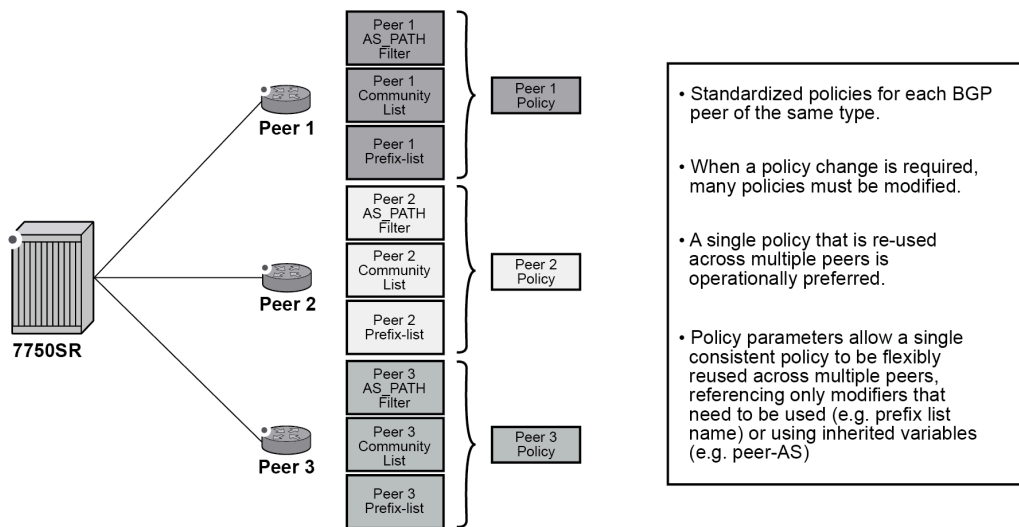 Peer 1
AS_PATH
Filter
Peer 1
Community
List
Peer 1
Prefix-list
Peer 1
Policy
Peer 1
Peer 2
AS_PATH
Filter
Peer 2
Community
List
Peer 2
Prefix-list
Peer 2
Policy
Peer 2
7750SR
Peer 3
AS_PATH
Filter
Peer 3
Community
List
Peer 3
Prefix-list
Peer 3
Policy
Peer 3
• Standardized policies for each BGP
peer of the same type.
• When a policy change is required,
many policies must be modified.
• A single policy that is re-used
across multiple peers is
operationally preferred.
• Policy parameters allow a single
consistent policy to be flexibly
reused across multiple peers,
referencing only modifiers that
need to be used (e.g. prefix list
name) or using inherited variables
(e.g. peer-AS)